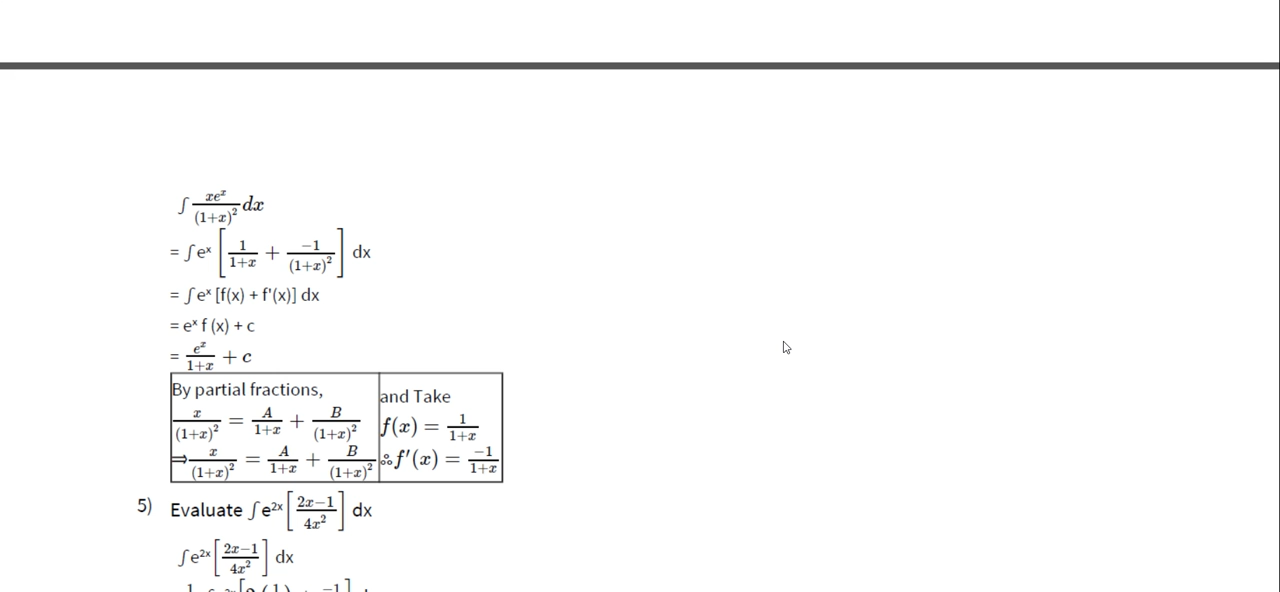 ∫ xeˣ/(1+x)² dx
= ∫eˣ [1/(1+x) + −1/(1+x)²] dx
= ∫eˣ [f(x) + f'(x)] dx
= eˣ f (x) + c
= eˣ/(1+x) + c
By partial fractions,
x/(1+x)² = A/(1+x) + B/(1+x)²
⇒ x/(1+x)² = A/(1+x) + B/(1+x)²
and Take
f(x) = 1/(1+x)
∴ f′(x) = −1/(1+x)
5) Evaluate ∫e²ˣ [(2x−1)/4x²] dx
∫e²ˣ [(2x−1)/4x²] dx